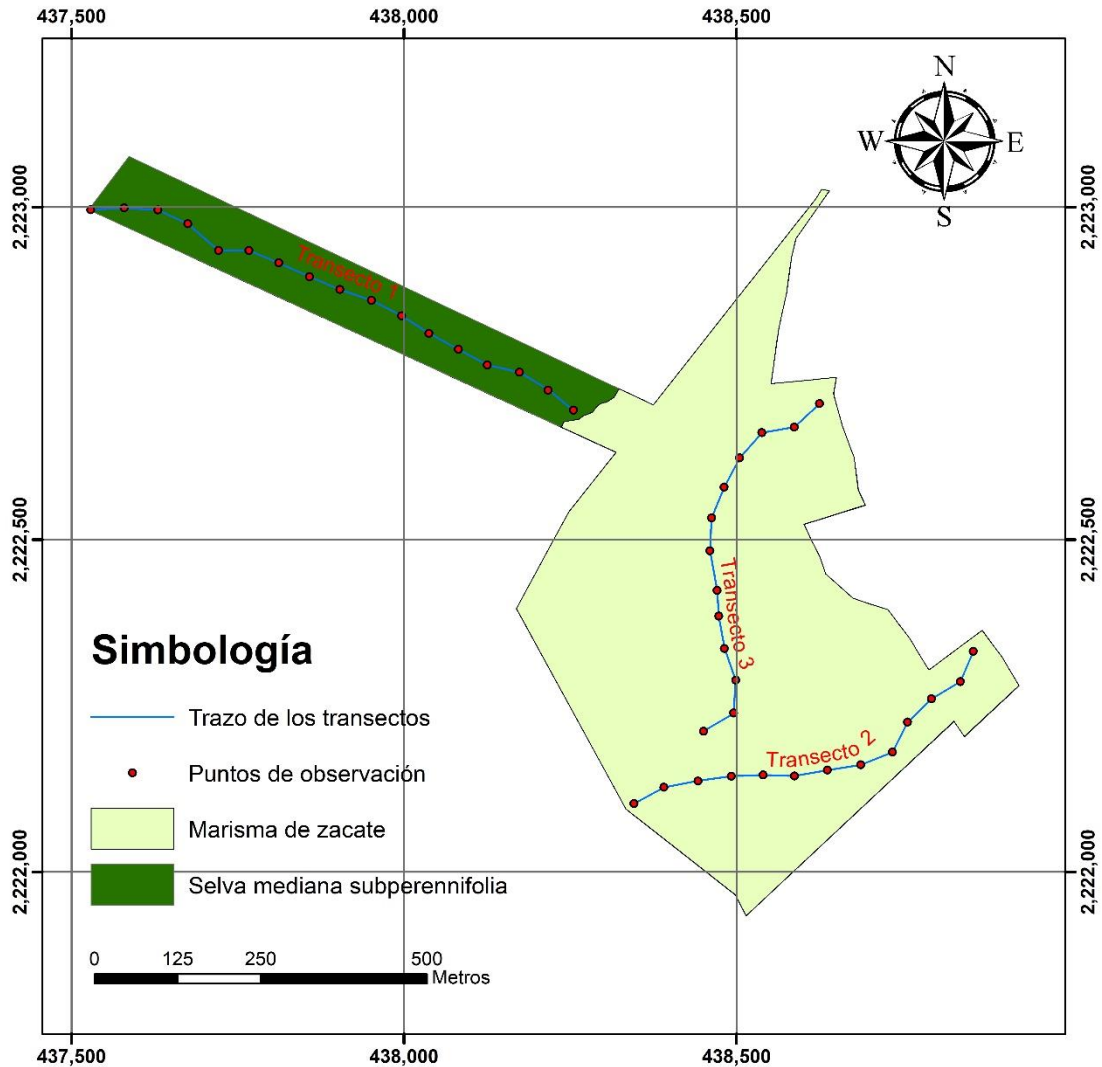 437,500 438,000 438,500
N
W E
S
2,223,000 2,223,000
Transecto 1
2,222,500 2,222,500
Transecto 3
Simbología
Trazo de los transectos
Transecto 2
Puntos de observación
Marisma de zacate
2,222,000 2,222,000
Selva mediana subperennifolia
0 125 250 500
Metros
437,500 438,000 438,500